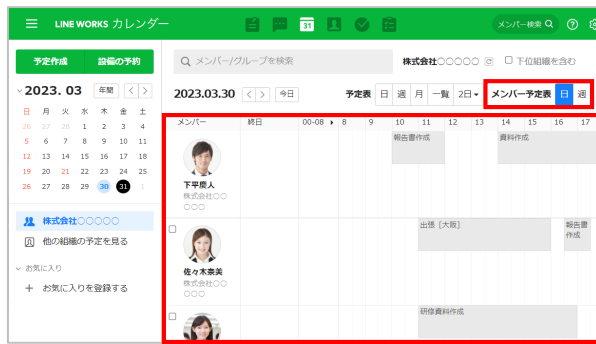 LINE WORKS カレンダー
31
メンバー検索
?
予定作成 設備の予約
2023. 03 年間 < >
日 月 火 水 木 金 土
26 27 28 1 2 3 4
5 6 7 8 9 10 11
12 13 14 15 16 17 18
19 20 21 22 23 24 25
26 27 28 29 30 31 1
株式会社○○○○○
他の組織の予定を見る
お気に入り
+ お気に入りを登録する
メンバー/グループを検索
株式会社○○○○○ 下位組織を含む
2023.03.30 < > 今日 予定表 日 週 月 一覧 2日 メンバー予定表 日 週
メンバー 終日 00-08 8 9 10 11 12 13 14 15 16 17
報告書作成 資料作成
下平慶人
株式会社○○
○○○
出張［大阪］ 報告書
作成
佐々木奈美
株式会社○○
○○○
研修資料作成